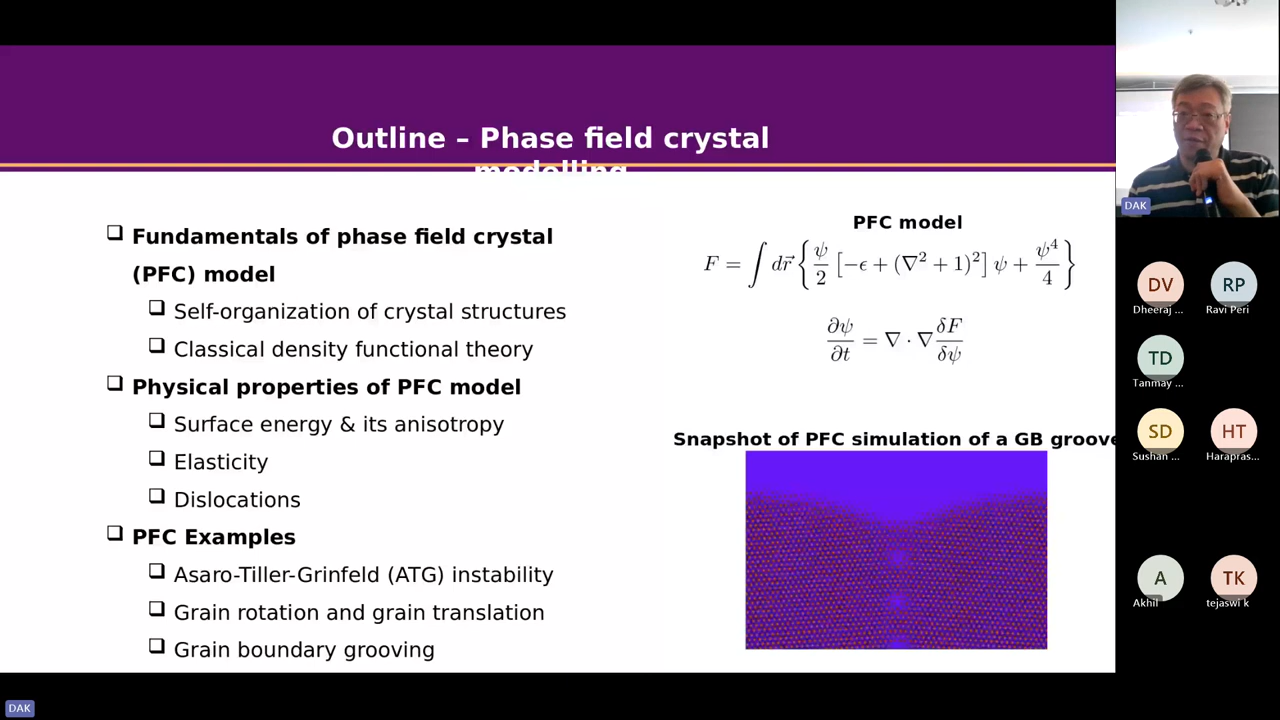 Outline – Phase field crystal
modelling
❑ Fundamentals of phase field crystal
(PFC) model
❑ Self-organization of crystal structures
❑ Classical density functional theory
❑ Physical properties of PFC model
❑ Surface energy & its anisotropy
❑ Elasticity
❑ Dislocations
❑ PFC Examples
❑ Asaro-Tiller-Grinfeld (ATG) instability
❑ Grain rotation and grain translation
❑ Grain boundary grooving
PFC model
F = ∫ dr⃗ { ψ/2 [−ϵ + (∇² + 1)²] ψ + ψ⁴/4 }
∂ψ/∂t = ∇ · ∇ δF/δψ
Snapshot of PFC simulation of a GB groove
DAK
DV
Dheeraj ...
RP
Ravi Peri
TD
Tanmay ...
SD
Sushan ...
HT
Harapras...
A
Akhil
TK
tejaswi k
DAK